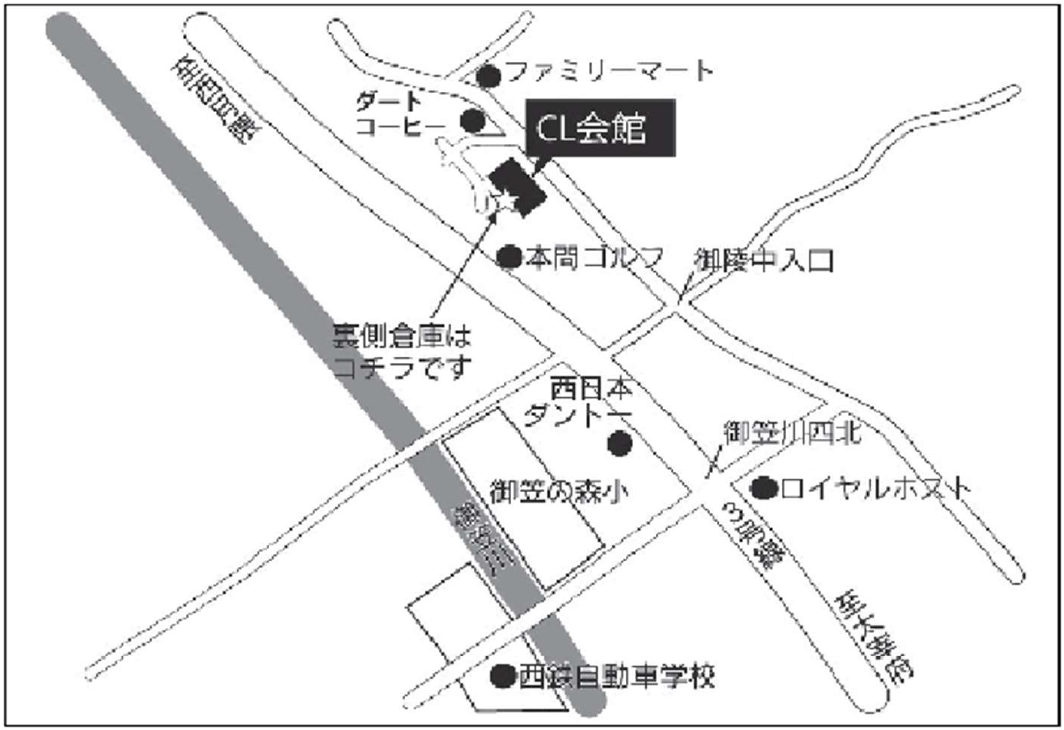 ファミリーマート
ダート
コーヒー
CL会館
本間ゴルフ
御陵中入口
裏側倉庫は
コチラです
西日本
ダントー
御笠川四北
御笠の森小
ロイヤルホスト
3号線
至太宰府
西鉄自動車学校